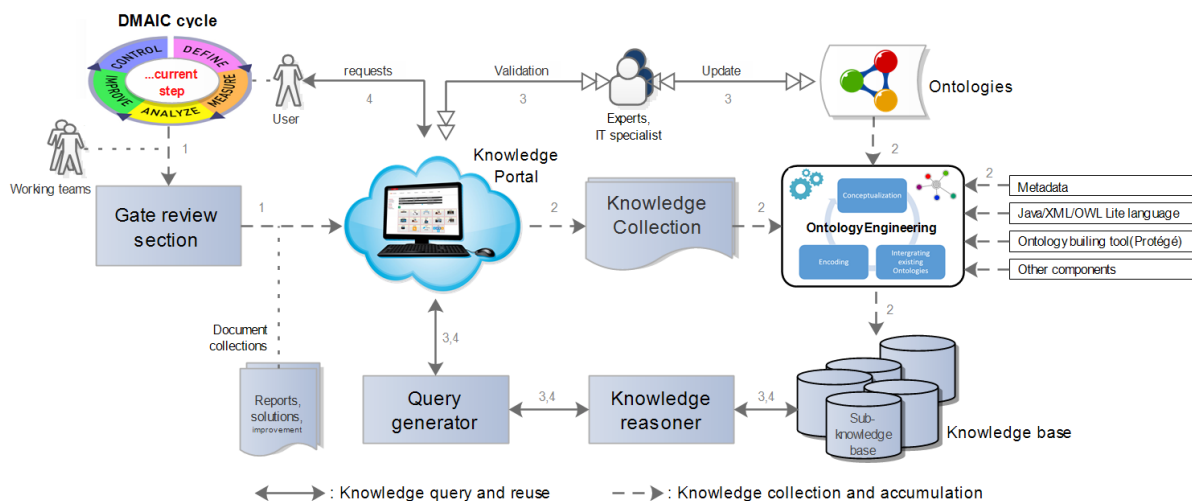 DMAIC cycle
CONTROL
DEFINE
MEASURE
ANALYZE
IMPROVE
...current
step
User
requests
4
Validation
3
Experts,
IT specialist
Update
3
Ontologies
Working teams
1
2
Gate review
section
1
Knowledge
Portal
2
Knowledge
Collection
2
Conceptualization
Ontology Engineering
Encoding
Intergrating
existing
Ontologies
2
Metadata
Java/XML/OWL Lite language
Ontology builing tool(Protégé)
Other components
Document
collections
3,4
2
Reports,
solutions,
improvement
Query
generator
3,4
Knowledge
reasoner
3,4
Sub-
knowledge
base
Knowledge base
: Knowledge query and reuse
: Knowledge collection and accumulation